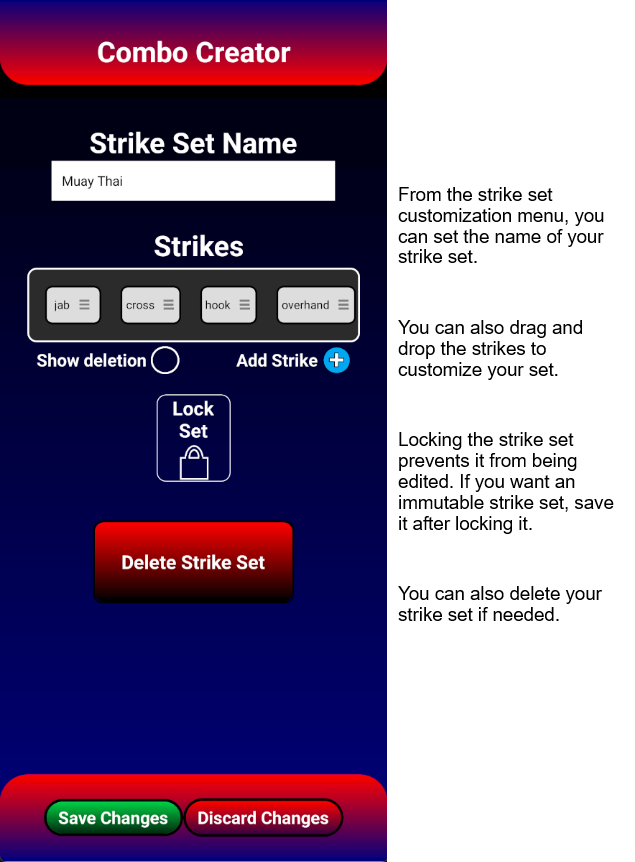 Combo Creator
Strike Set Name
Muay Thai
Strikes
jab
cross
hook
overhand
Show deletion
Add Strike
Lock
Set
Delete Strike Set
Save Changes
Discard Changes
From the strike set
customization menu, you
can set the name of your
strike set.
You can also drag and
drop the strikes to
customize your set.
Locking the strike set
prevents it from being
edited. If you want an
immutable strike set, save
it after locking it.
You can also delete your
strike set if needed.